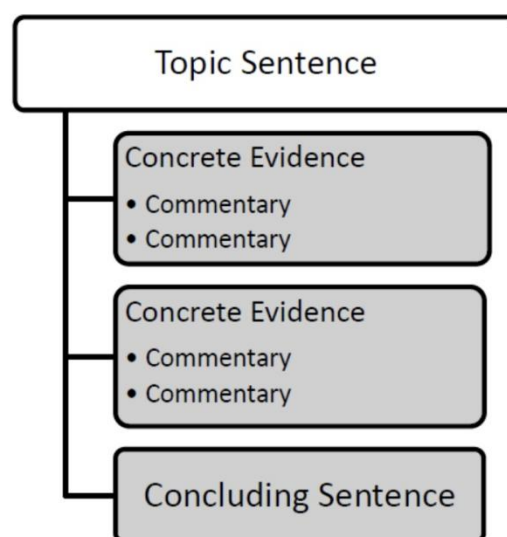 Topic Sentence
Concrete Evidence
• Commentary
• Commentary
Concrete Evidence
• Commentary
• Commentary
Concluding Sentence